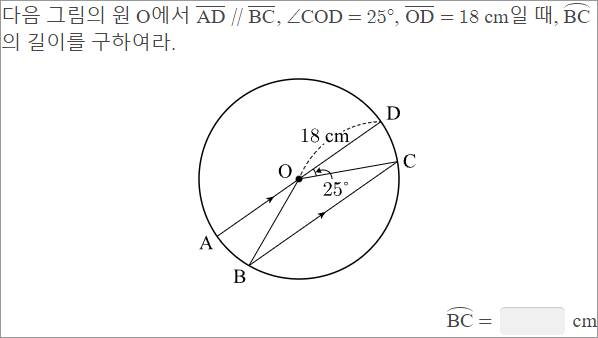 다음 그림의 원 O에서 AD // BC, ∠COD = 25°, OD = 18 cm일 때, BC
의 길이를 구하여라.
D
18 cm
C
O
25°
A
B
BC = cm